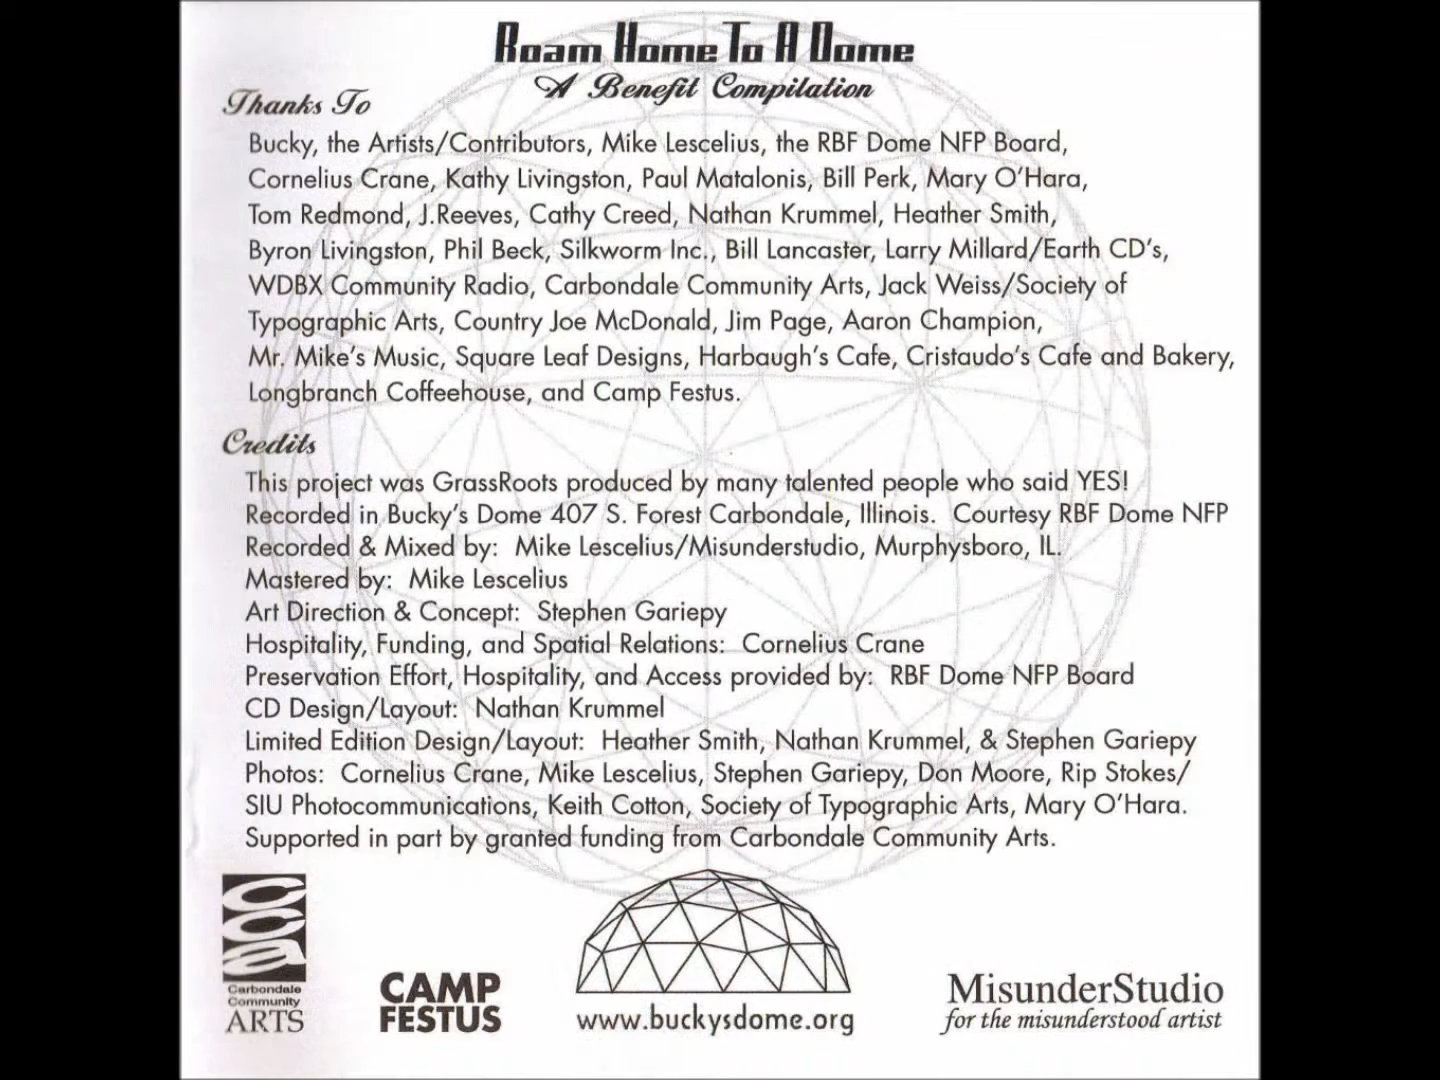 Roam Home To A Dome
A Benefit Compilation
Thanks To
Bucky, the Artists/Contributors, Mike Lescelius, the RBF Dome NFP Board,
Cornelius Crane, Kathy Livingston, Paul Matalonis, Bill Perk, Mary O'Hara,
Tom Redmond, J.Reeves, Cathy Creed, Nathan Krummel, Heather Smith,
Byron Livingston, Phil Beck, Silkworm Inc., Bill Lancaster, Larry Millard/Earth CD's,
WDBX Community Radio, Carbondale Community Arts, Jack Weiss/Society of
Typographic Arts, Country Joe McDonald, Jim Page, Aaron Champion,
Mr. Mike's Music, Square Leaf Designs, Harbaugh's Cafe, Cristaudo's Cafe and Bakery,
Longbranch Coffeehouse, and Camp Festus.
Credits
This project was GrassRoots produced by many talented people who said YES!
Recorded in Bucky's Dome 407 S. Forest Carbondale, Illinois. Courtesy RBF Dome NFP
Recorded & Mixed by: Mike Lescelius/Misunderstudio, Murphysboro, IL.
Mastered by: Mike Lescelius
Art Direction & Concept: Stephen Gariepy
Hospitality, Funding, and Spatial Relations: Cornelius Crane
Preservation Effort, Hospitality, and Access provided by: RBF Dome NFP Board
CD Design/Layout: Nathan Krummel
Limited Edition Design/Layout: Heather Smith, Nathan Krummel, & Stephen Gariepy
Photos: Cornelius Crane, Mike Lescelius, Stephen Gariepy, Don Moore, Rip Stokes/
SIU Photocommunications, Keith Cotton, Society of Typographic Arts, Mary O'Hara.
Supported in part by granted funding from Carbondale Community Arts.
cca
Carbondale
Community
ARTS
CAMP
FESTUS
www.buckysdome.org
MisunderStudio
for the misunderstood artist